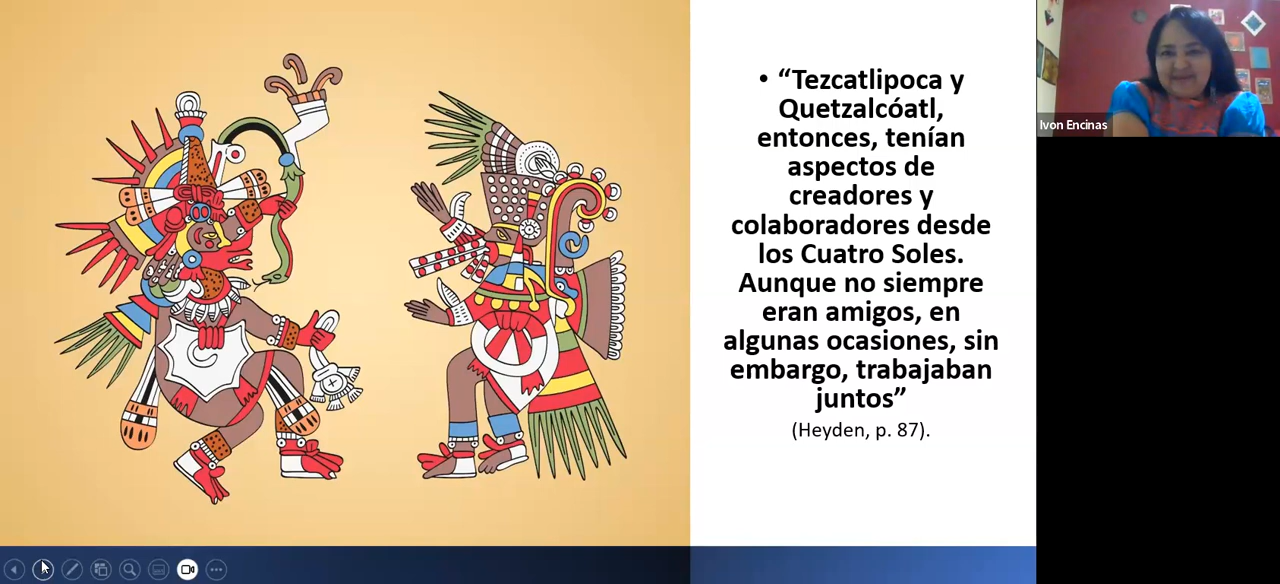 • “Tezcatlipoca y
Quetzalcóatl,
entonces, tenían
aspectos de
creadores y
colaboradores desde
los Cuatro Soles.
Aunque no siempre
eran amigos, en
algunas ocasiones, sin
embargo, trabajaban
juntos”
(Heyden, p. 87).
Ivon Encinas